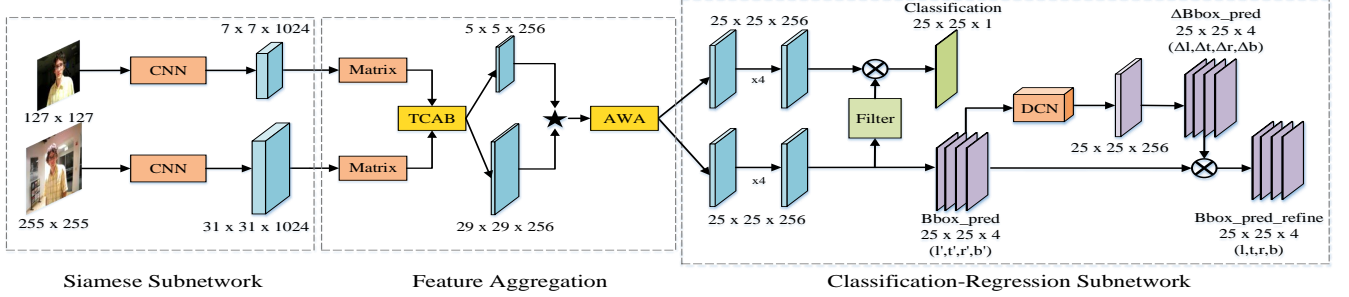 7 x 7 x 1024
CNN
127 x 127
CNN
255 x 255
31 x 31 x 1024
Siamese Subnetwork
5 x 5 x 256
Matrix
TCAB
AWA
Matrix
29 x 29 x 256
Feature Aggregation
25 x 25 x 256
x4
Classification
25 x 25 x 1
Filter
x4
25 x 25 x 256
Bbox_pred
25 x 25 x 4
(l',t',r',b')
DCN
25 x 25 x 256
ΔBbox_pred
25 x 25 x 4
(Δl,Δt,Δr,Δb)
Bbox_pred_refine
25 x 25 x 4
(l,t,r,b)
Classification-Regression Subnetwork